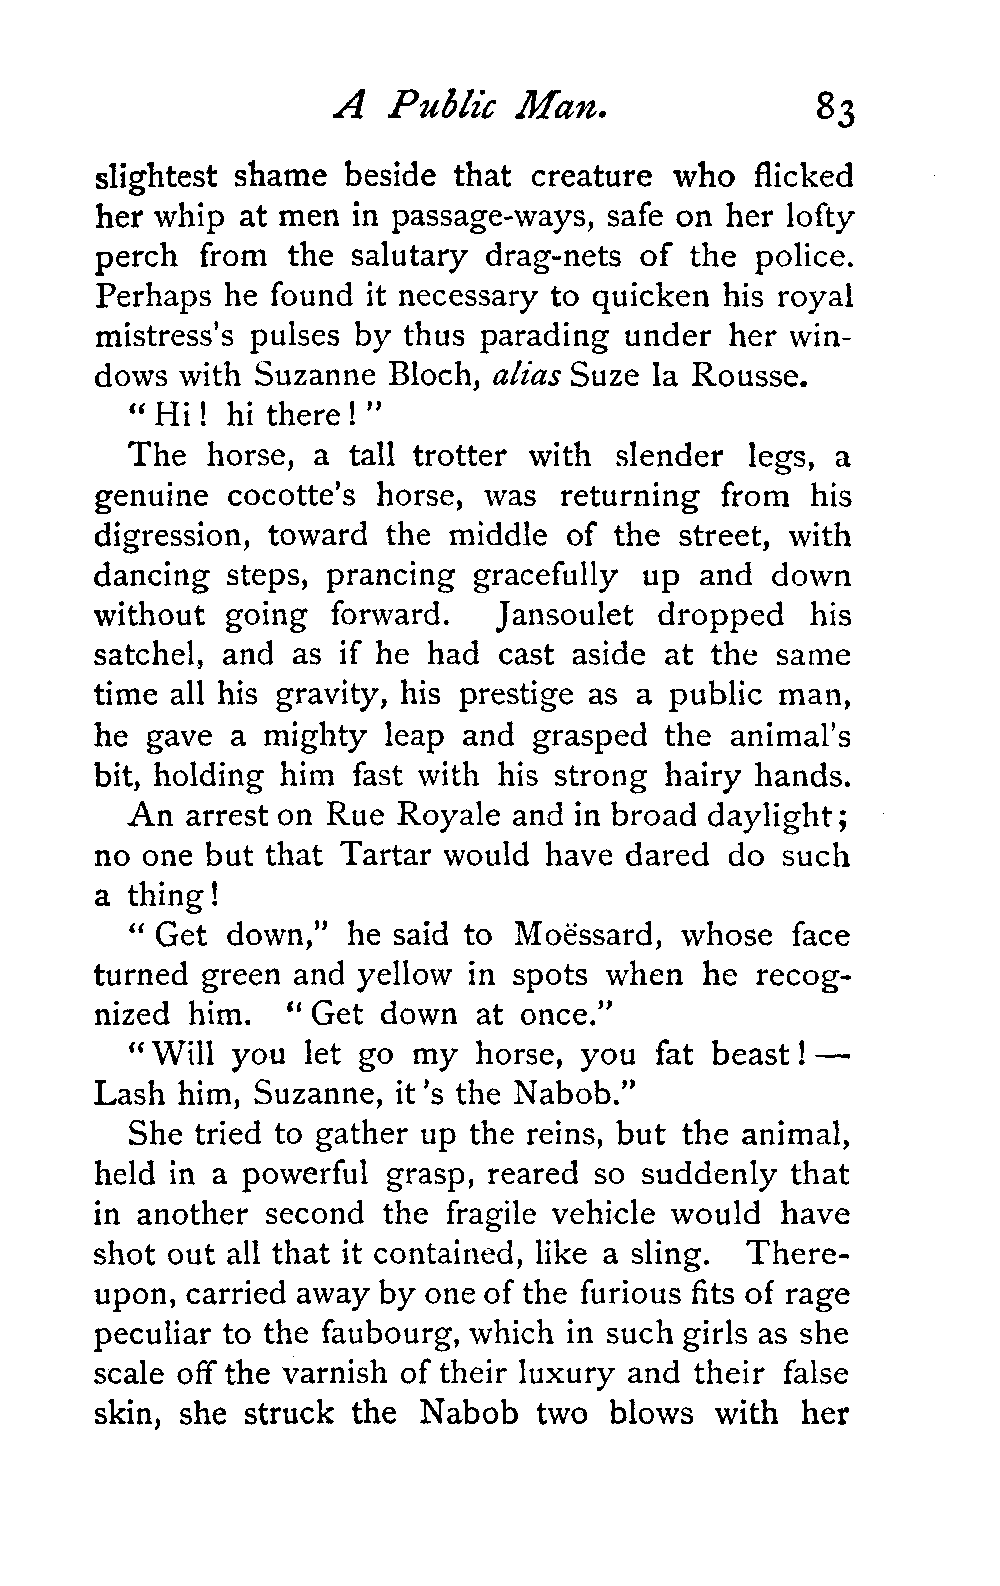 A Public Man. 83
slightest shame beside that creature who flicked
her whip at men in passage-ways, safe on her lofty
perch from the salutary drag-nets of the police.
Perhaps he found it necessary to quicken his royal
mistress's pulses by thus parading under her win-
dows with Suzanne Bloch, alias Suze la Rousse.
"Hi! hi there!"
The horse, a tall trotter with slender legs, a
genuine cocotte's horse, was returning from his
digression, toward the middle of the street, with
dancing steps, prancing gracefully up and down
without going forward. Jansoulet dropped his
satchel, and as if he had cast aside at the same
time all his gravity, his prestige as a public man,
he gave a mighty leap and grasped the animal's
bit, holding him fast with his strong hairy hands.
An arrest on Rue Royale and in broad daylight;
no one but that Tartar would have dared do such
a thing!
"Get down," he said to Moëssard, whose face
turned green and yellow in spots when he recog-
nized him. "Get down at once."
"Will you let go my horse, you fat beast! —
Lash him, Suzanne, it's the Nabob."
She tried to gather up the reins, but the animal,
held in a powerful grasp, reared so suddenly that
in another second the fragile vehicle would have
shot out all that it contained, like a sling. There-
upon, carried away by one of the furious fits of rage
peculiar to the faubourg, which in such girls as she
scale off the varnish of their luxury and their false
skin, she struck the Nabob two blows with her